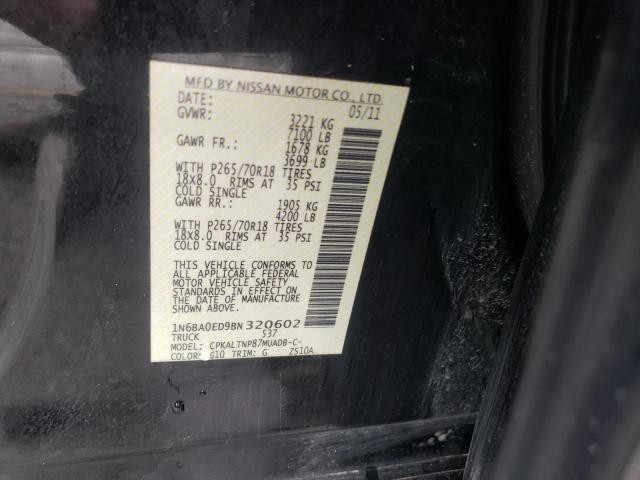 MFD BY NISSAN MOTOR CO., LTD.
DATE: 05/11
GVWR: 3221 KG
7100 LB
GAWR FR.: 1678 KG
3699 LB
WITH P265/70R18 TIRES
18X8.0 RIMS AT 35 PSI
COLD SINGLE
GAWR RR.: 1905 KG
4200 LB
WITH P265/70R18 TIRES
18X8.0 RIMS AT 35 PSI
COLD SINGLE
THIS VEHICLE CONFORMS TO
ALL APPLICABLE FEDERAL
MOTOR VEHICLE SAFETY
STANDARDS IN EFFECT ON
THE DATE OF MANUFACTURE
SHOWN ABOVE.
1N6BA0ED9BN320602
TRUCK 537
MODEL: CPKALTNP87MUADB-C-
COLOR: G10 TRIM: G ZS10A